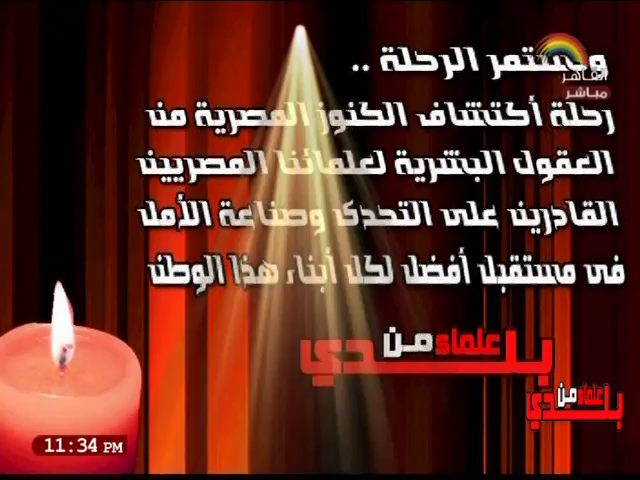 وتستمر الرحلة ..
القاهرة
مباشر
رحلة أكتشاف الكنوز المصرية من
العقول البشرية لعلمائنا المصريين
القادرين على التحدى وصناعة الأمل
فى مستقبل أفضل لكل أبناء هذا الوطن
علماء من بلدي
علماء من بلدي
11:34 PM